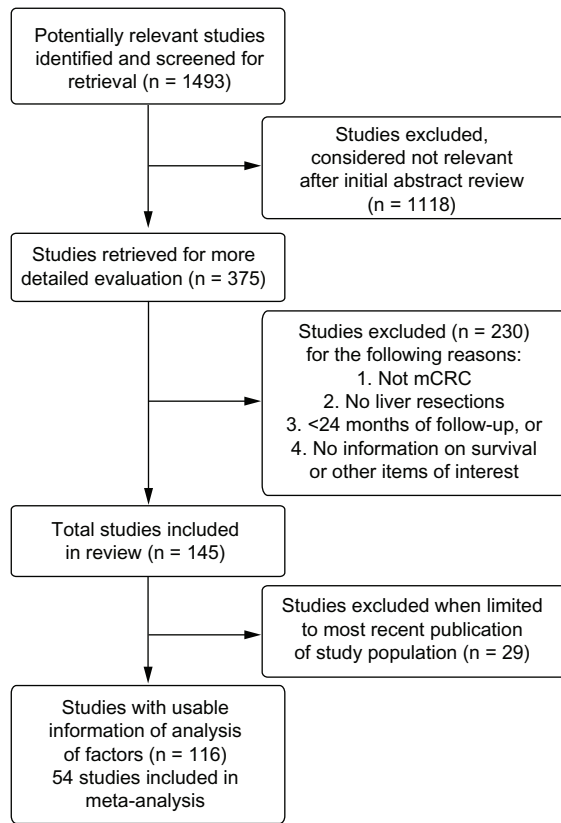 Potentially relevant studies
identified and screened for
retrieval (n = 1493)
Studies excluded,
considered not relevant
after initial abstract review
(n = 1118)
Studies retrieved for more
detailed evaluation (n = 375)
Studies excluded (n = 230)
for the following reasons:
1. Not mCRC
2. No liver resections
3. <24 months of follow-up, or
4. No information on survival
or other items of interest
Total studies included
in review (n = 145)
Studies excluded when limited
to most recent publication
of study population (n = 29)
Studies with usable
information of analysis
of factors (n = 116)
54 studies included in
meta-analysis